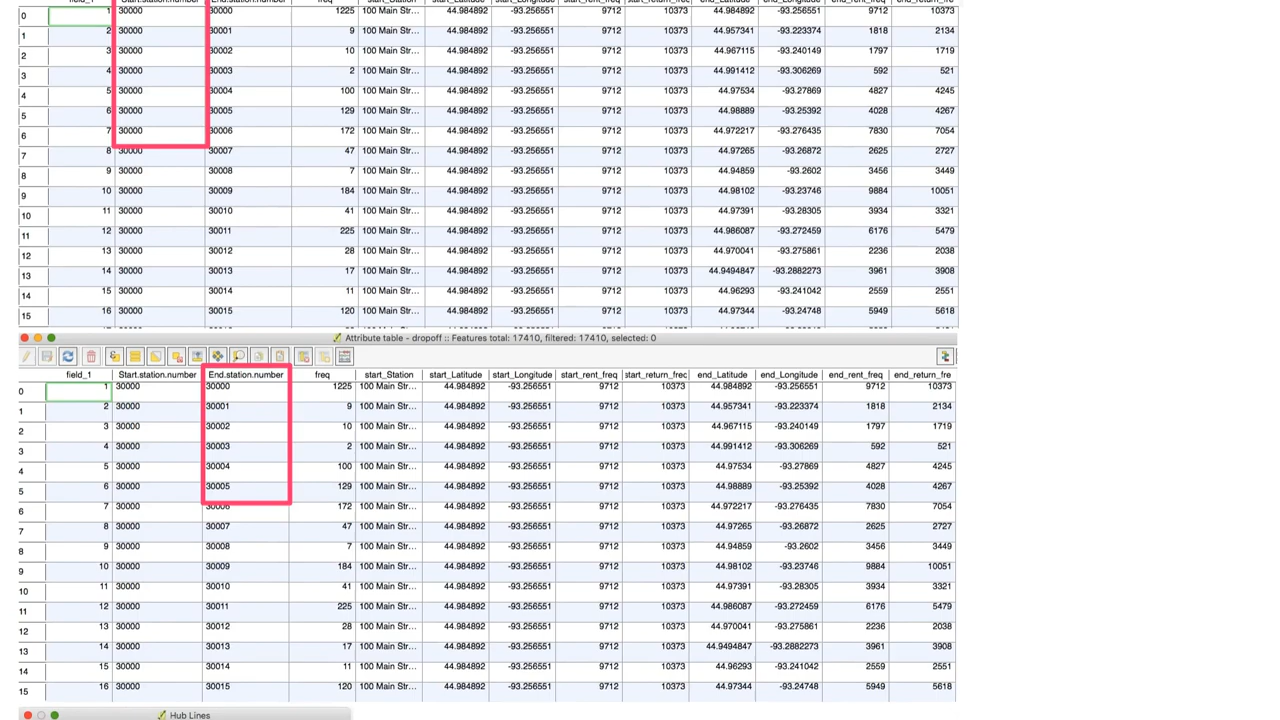 field_1 Start.station.number End.station.number freq start_Station start_Latitude start_Longitude start_rent_freq start_return_freq end_Latitude end_Longitude end_rent_freq end_return_fre
0 1 30000 30000 1225 100 Main Str... 44.984892 -93.256551 9712 10373 44.984892 -93.256551 9712 10373
1 2 30000 30001 9 100 Main Str... 44.984892 -93.256551 9712 10373 44.957341 -93.223374 1818 2134
2 3 30000 30002 10 100 Main Str... 44.984892 -93.256551 9712 10373 44.967115 -93.240149 1797 1719
3 4 30000 30003 2 100 Main Str... 44.984892 -93.256551 9712 10373 44.991412 -93.306269 592 521
4 5 30000 30004 100 100 Main Str... 44.984892 -93.256551 9712 10373 44.97534 -93.27869 4827 4245
5 6 30000 30005 129 100 Main Str... 44.984892 -93.256551 9712 10373 44.98889 -93.25392 4028 4267
6 7 30000 30006 172 100 Main Str... 44.984892 -93.256551 9712 10373 44.972217 -93.276435 7830 7054
7 8 30000 30007 47 100 Main Str... 44.984892 -93.256551 9712 10373 44.97265 -93.26872 2625 2727
8 9 30000 30008 7 100 Main Str... 44.984892 -93.256551 9712 10373 44.94859 -93.2602 3456 3449
9 10 30000 30009 184 100 Main Str... 44.984892 -93.256551 9712 10373 44.98102 -93.23746 9884 10051
10 11 30000 30010 41 100 Main Str... 44.984892 -93.256551 9712 10373 44.97391 -93.28305 3934 3321
11 12 30000 30011 225 100 Main Str... 44.984892 -93.256551 9712 10373 44.986087 -93.272459 6176 5479
12 13 30000 30012 28 100 Main Str... 44.984892 -93.256551 9712 10373 44.970041 -93.275861 2236 2038
13 14 30000 30013 17 100 Main Str... 44.984892 -93.256551 9712 10373 44.9494847 -93.2882273 3961 3908
14 15 30000 30014 11 100 Main Str... 44.984892 -93.256551 9712 10373 44.96293 -93.241042 2559 2551
15 16 30000 30015 120 100 Main Str... 44.984892 -93.256551 9712 10373 44.97344 -93.24748 5949 5618
Attribute table - dropoff :: Features total: 17410, filtered: 17410, selected: 0
field_1 Start.station.number End.station.number freq start_Station start_Latitude start_Longitude start_rent_freq start_return_frec end_Latitude end_Longitude end_rent_freq end_return_fre
0 1 30000 30000 1225 100 Main Str... 44.984892 -93.256551 9712 10373 44.984892 -93.256551 9712 10373
1 2 30000 30001 9 100 Main Str... 44.984892 -93.256551 9712 10373 44.957341 -93.223374 1818 2134
2 3 30000 30002 10 100 Main Str... 44.984892 -93.256551 9712 10373 44.967115 -93.240149 1797 1719
3 4 30000 30003 2 100 Main Str... 44.984892 -93.256551 9712 10373 44.991412 -93.306269 592 521
4 5 30000 30004 100 100 Main Str... 44.984892 -93.256551 9712 10373 44.97534 -93.27869 4827 4245
5 6 30000 30005 129 100 Main Str... 44.984892 -93.256551 9712 10373 44.98889 -93.25392 4028 4267
6 7 30000 30006 172 100 Main Str... 44.984892 -93.256551 9712 10373 44.972217 -93.276435 7830 7054
7 8 30000 30007 47 100 Main Str... 44.984892 -93.256551 9712 10373 44.97265 -93.26872 2625 2727
8 9 30000 30008 7 100 Main Str... 44.984892 -93.256551 9712 10373 44.94859 -93.2602 3456 3449
9 10 30000 30009 184 100 Main Str... 44.984892 -93.256551 9712 10373 44.98102 -93.23746 9884 10051
10 11 30000 30010 41 100 Main Str... 44.984892 -93.256551 9712 10373 44.97391 -93.28305 3934 3321
11 12 30000 30011 225 100 Main Str... 44.984892 -93.256551 9712 10373 44.986087 -93.272459 6176 5479
12 13 30000 30012 28 100 Main Str... 44.984892 -93.256551 9712 10373 44.970041 -93.275861 2236 2038
13 14 30000 30013 17 100 Main Str... 44.984892 -93.256551 9712 10373 44.9494847 -93.2882273 3961 3908
14 15 30000 30014 11 100 Main Str... 44.984892 -93.256551 9712 10373 44.96293 -93.241042 2559 2551
15 16 30000 30015 120 100 Main Str... 44.984892 -93.256551 9712 10373 44.97344 -93.24748 5949 5618
Hub Lines